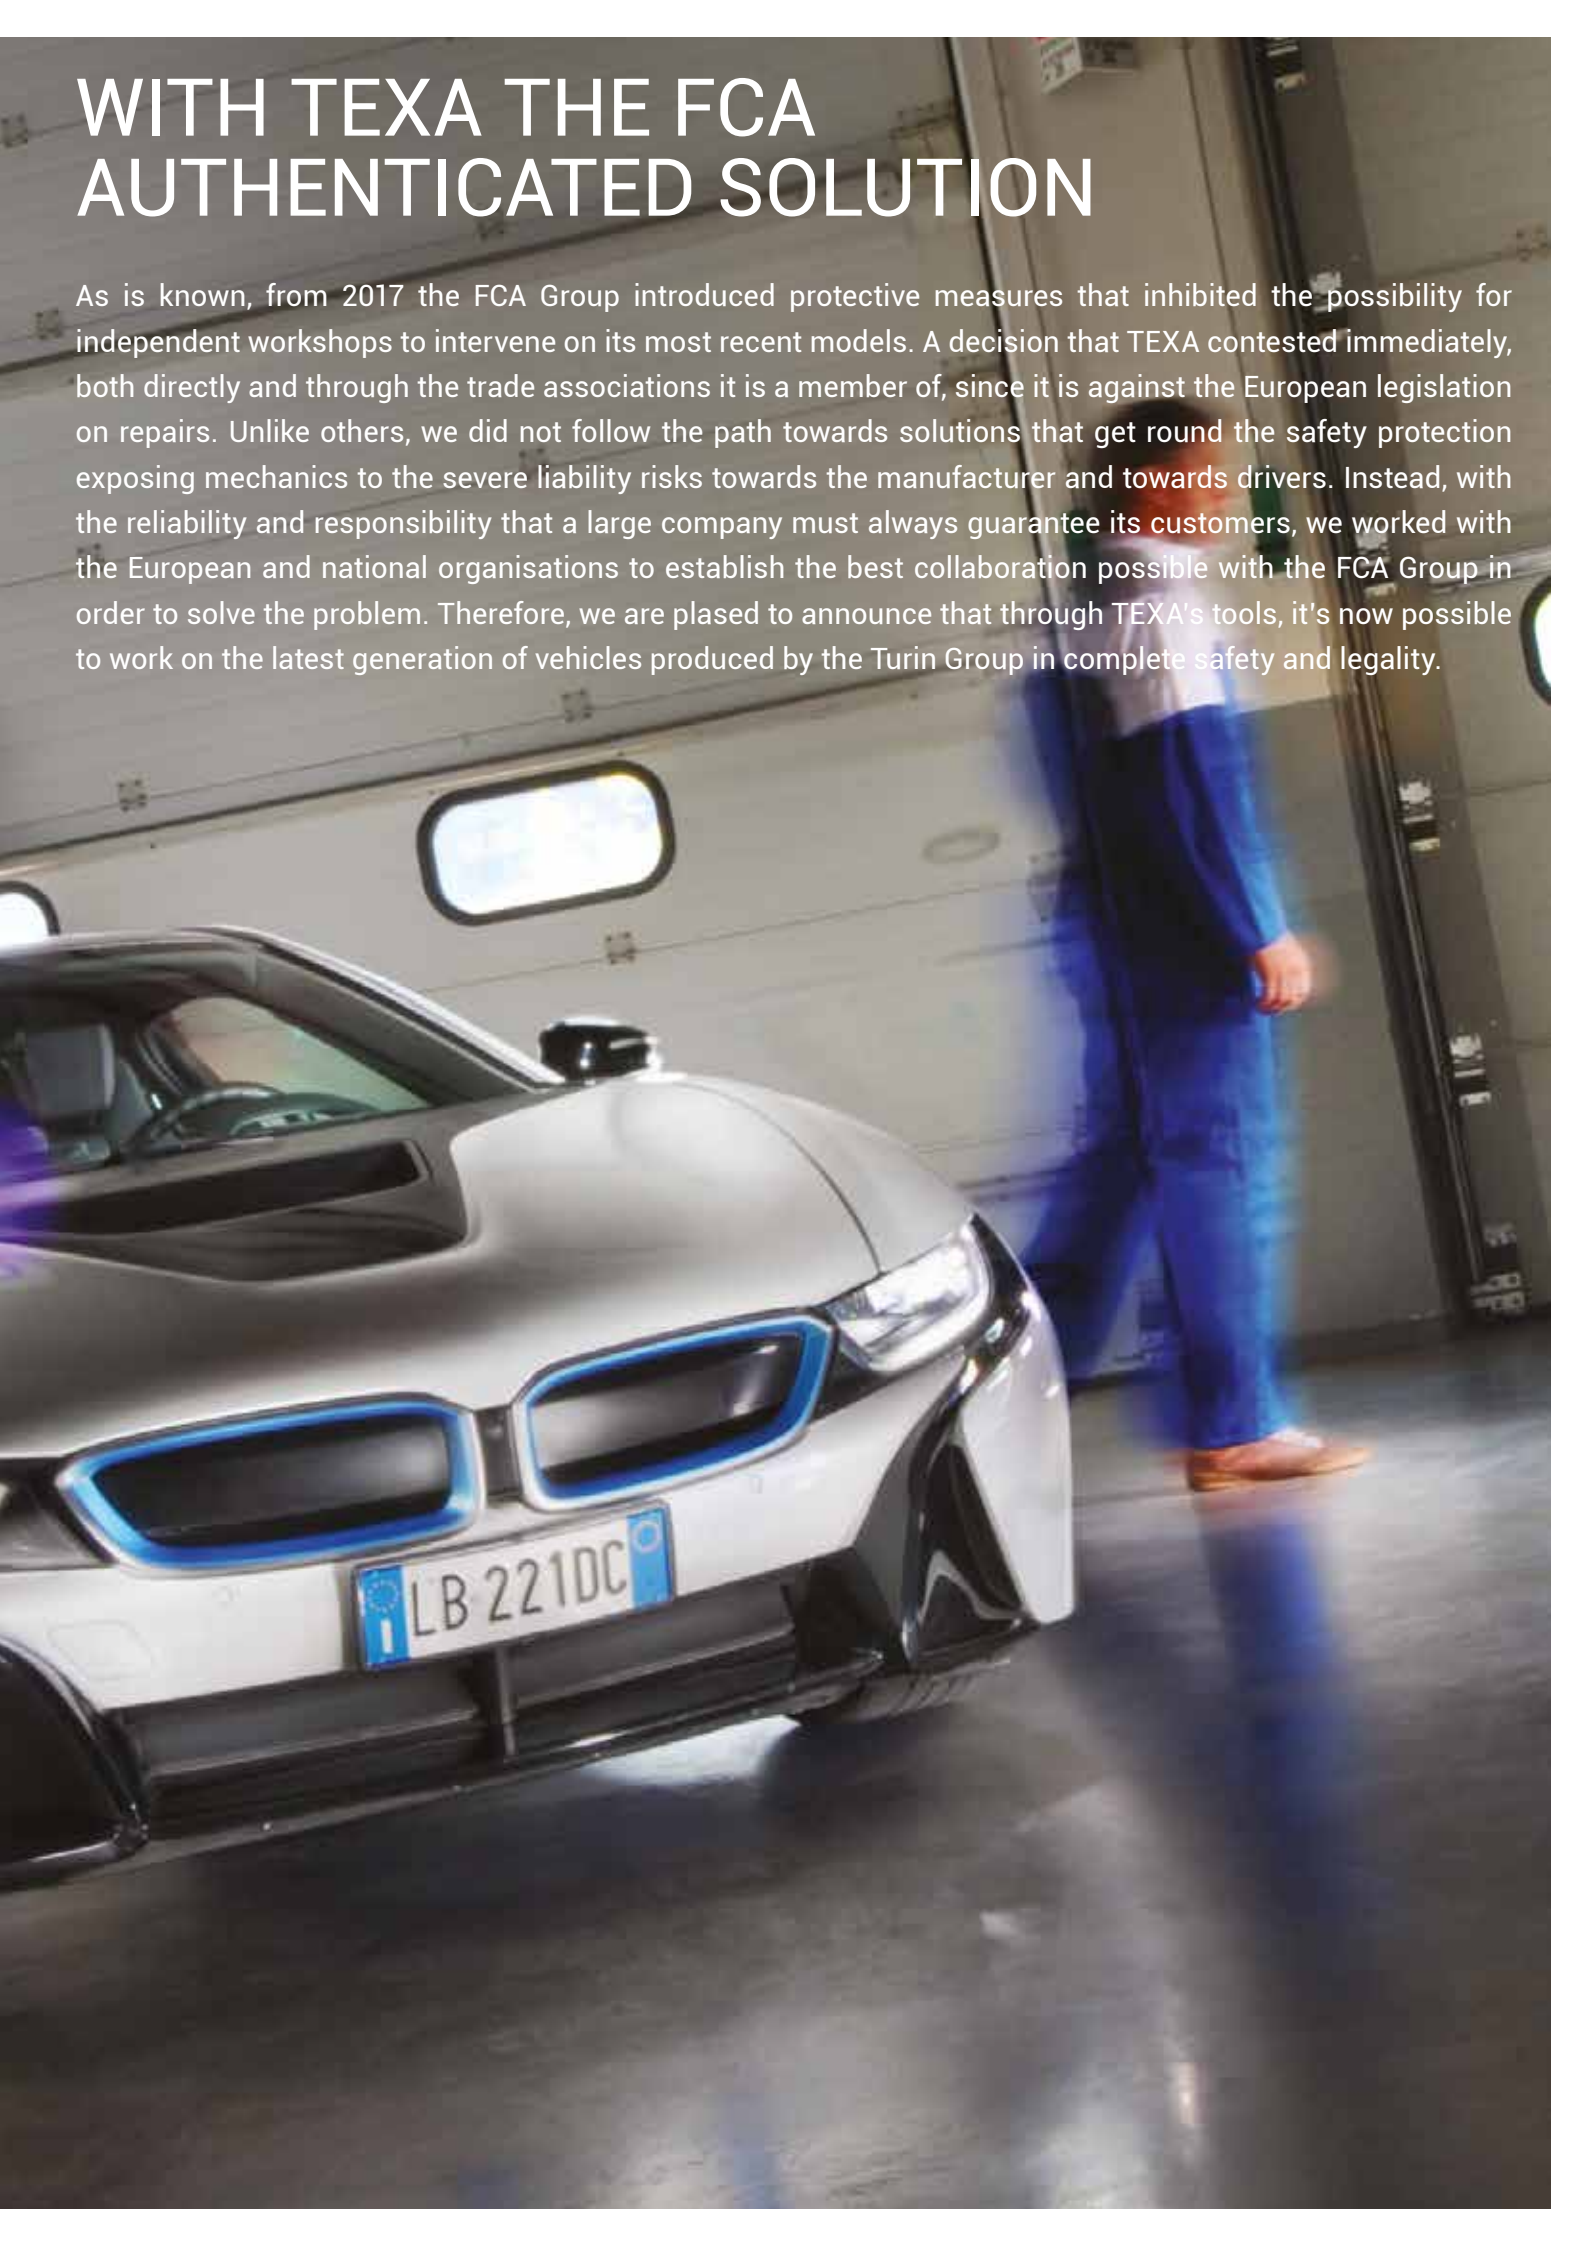 WITH TEXA THE FCA
AUTHENTICATED SOLUTION
As is known, from 2017 the FCA Group introduced protective measures that inhibited the possibility for
independent workshops to intervene on its most recent models. A decision that TEXA contested immediately,
both directly and through the trade associations it is a member of, since it is against the European legislation
on repairs. Unlike others, we did not follow the path towards solutions that get round the safety protection
exposing mechanics to the severe liability risks towards the manufacturer and towards drivers. Instead, with
the reliability and responsibility that a large company must always guarantee its customers, we worked with
the European and national organisations to establish the best collaboration possible with the FCA Group in
order to solve the problem. Therefore, we are plased to announce that through TEXA's tools, it's now possible
to work on the latest generation of vehicles produced by the Turin Group in complete safety and legality.
I LB 221DC